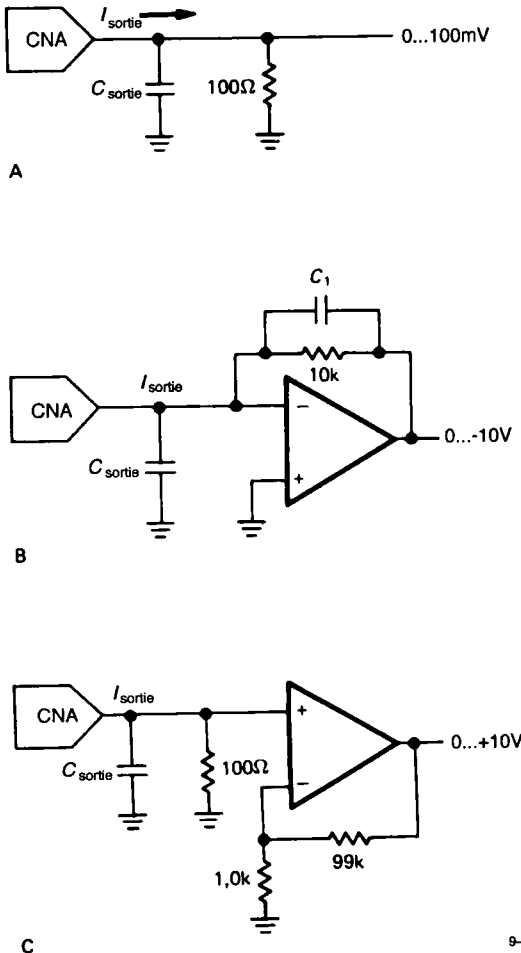 I sortie
CNA
0...100mV
C sortie
100Ω
A
C₁
10k
I sortie
CNA
−
0...-10V
C sortie
+
B
I sortie
CNA
+
0...+10V
C sortie
100Ω
−
99k
1,0k
C
9-